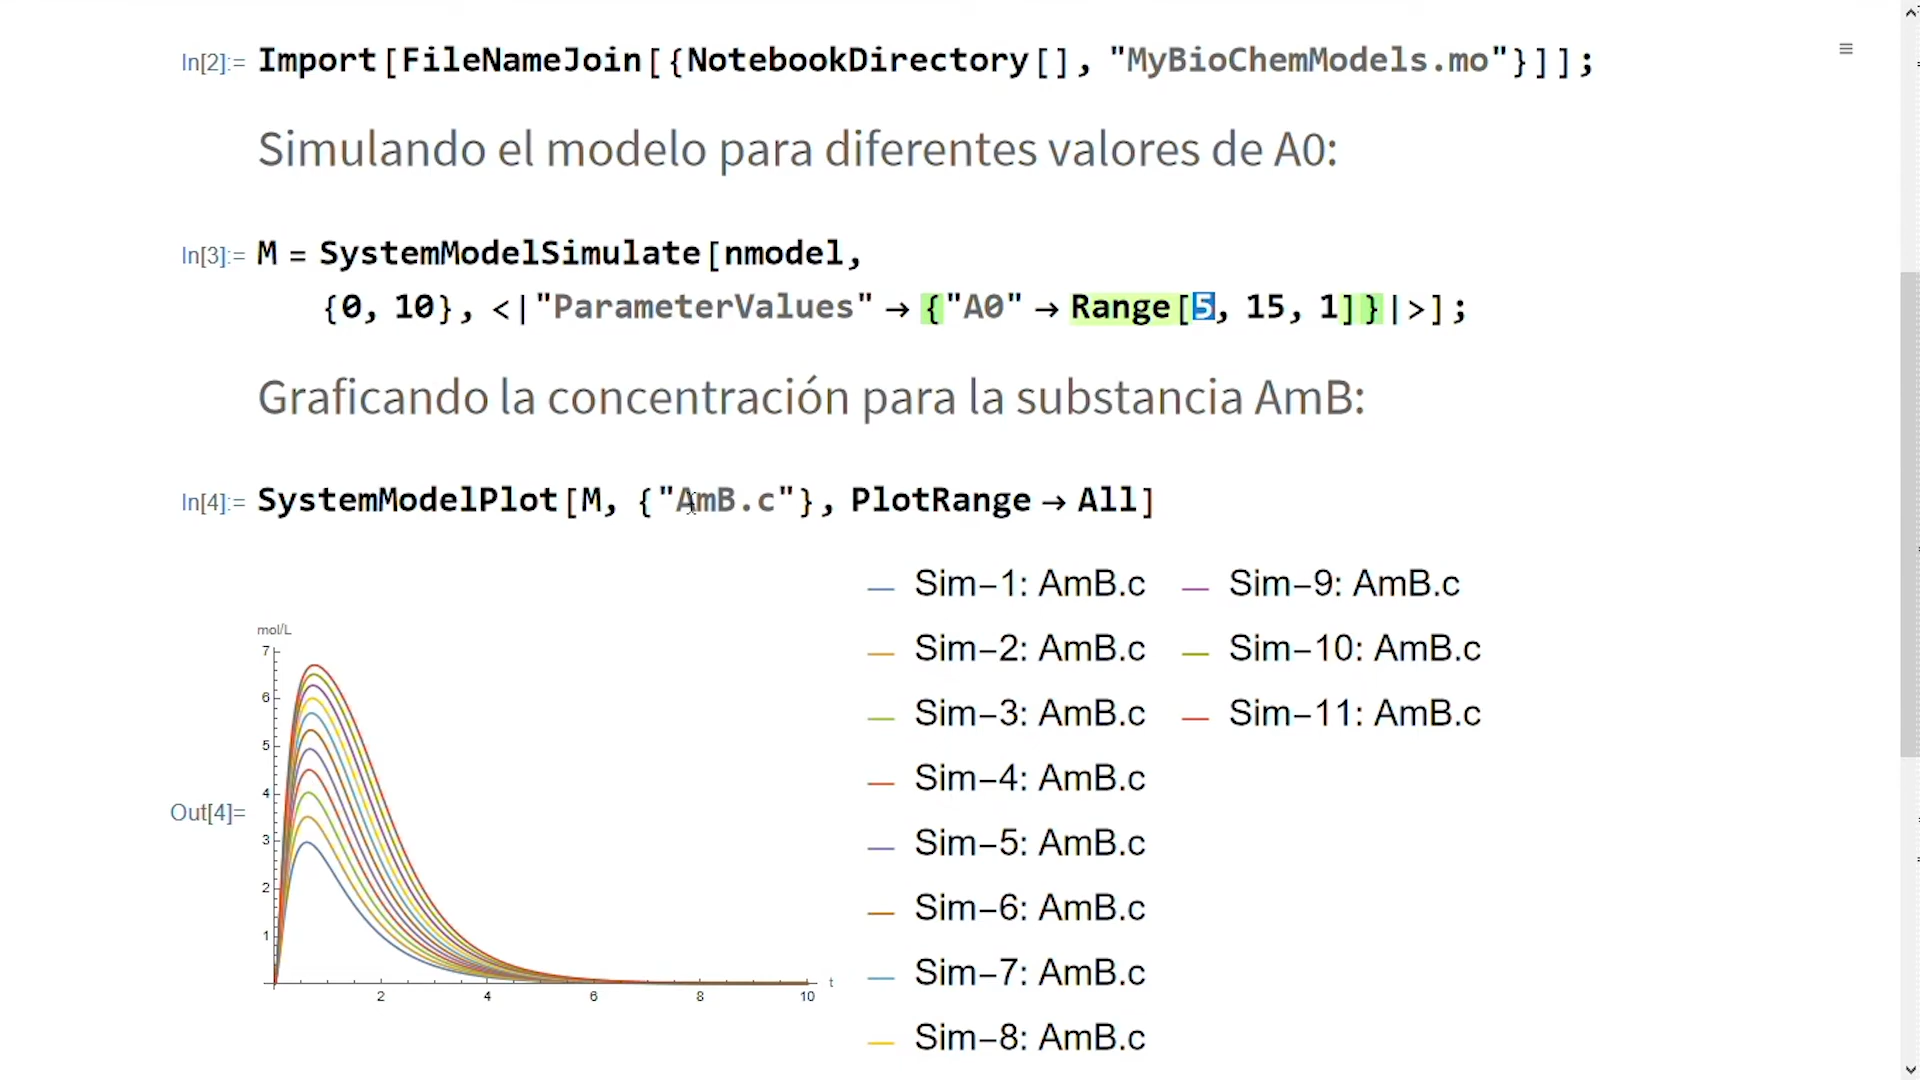 In[2]:= Import[FileNameJoin[{NotebookDirectory[], "MyBioChemModels.mo"}]];
Simulando el modelo para diferentes valores de A0:
In[3]:= M = SystemModelSimulate[nmodel,
{0, 10}, <|"ParameterValues" → {"A0" → Range[5, 15, 1]}|>];
Graficando la concentración para la substancia AmB:
In[4]:= SystemModelPlot[M, {"AmB.c"}, PlotRange → All]
Out[4]=
mol/L
7
6
5
4
3
2
1
2 4 6 8 10 t
Sim–1: AmB.c
Sim–2: AmB.c
Sim–3: AmB.c
Sim–4: AmB.c
Sim–5: AmB.c
Sim–6: AmB.c
Sim–7: AmB.c
Sim–8: AmB.c
Sim–9: AmB.c
Sim–10: AmB.c
Sim–11: AmB.c